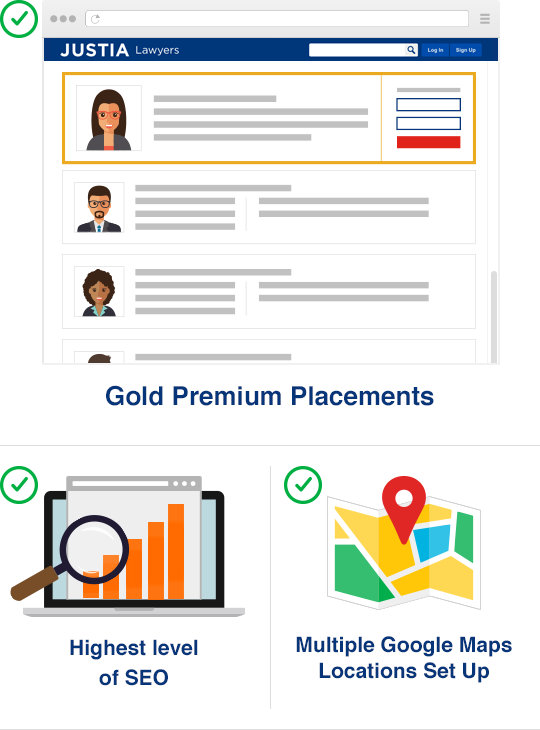 JUSTIA Lawyers
Log In
Sign Up
Gold Premium Placements
Highest level
of SEO
Multiple Google Maps
Locations Set Up